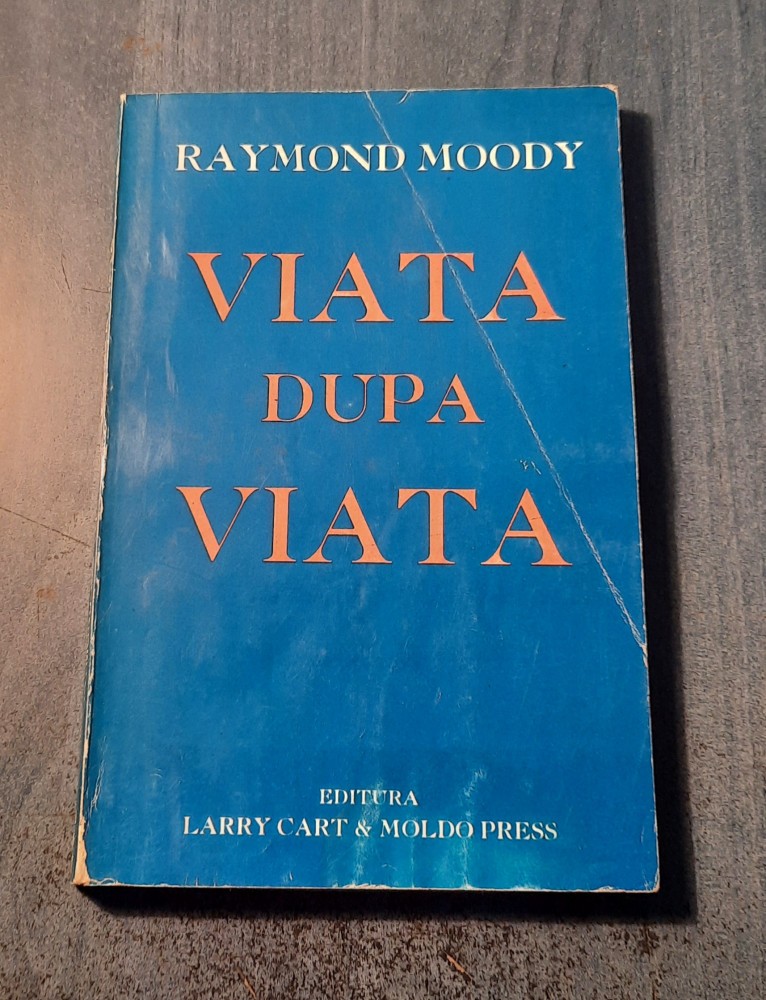 RAYMOND MOODY
VIATA
DUPA
VIATA
EDITURA
LARRY CART & MOLDO PRESS